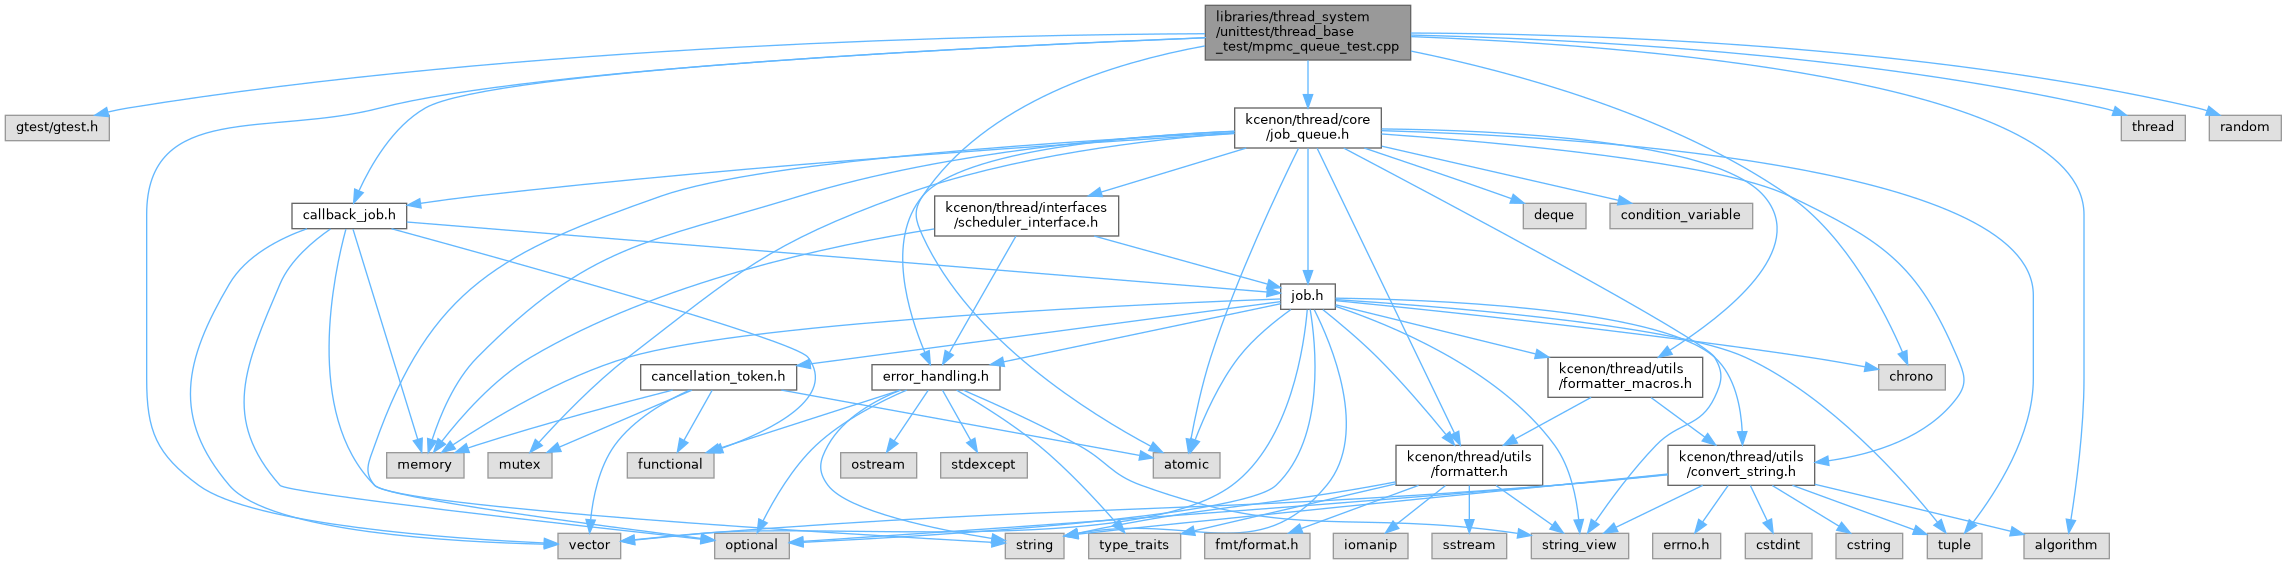 libraries/thread_system
/unittest/thread_base
_test/mpmc_queue_test.cpp
gtest/gtest.h
kcenon/thread/core
/job_queue.h
thread
random
callback_job.h
kcenon/thread/interfaces
/scheduler_interface.h
deque
condition_variable
job.h
cancellation_token.h
error_handling.h
kcenon/thread/utils
/formatter_macros.h
chrono
memory
mutex
functional
ostream
stdexcept
atomic
kcenon/thread/utils
/formatter.h
kcenon/thread/utils
/convert_string.h
vector
optional
string
type_traits
fmt/format.h
iomanip
sstream
string_view
errno.h
cstdint
cstring
tuple
algorithm